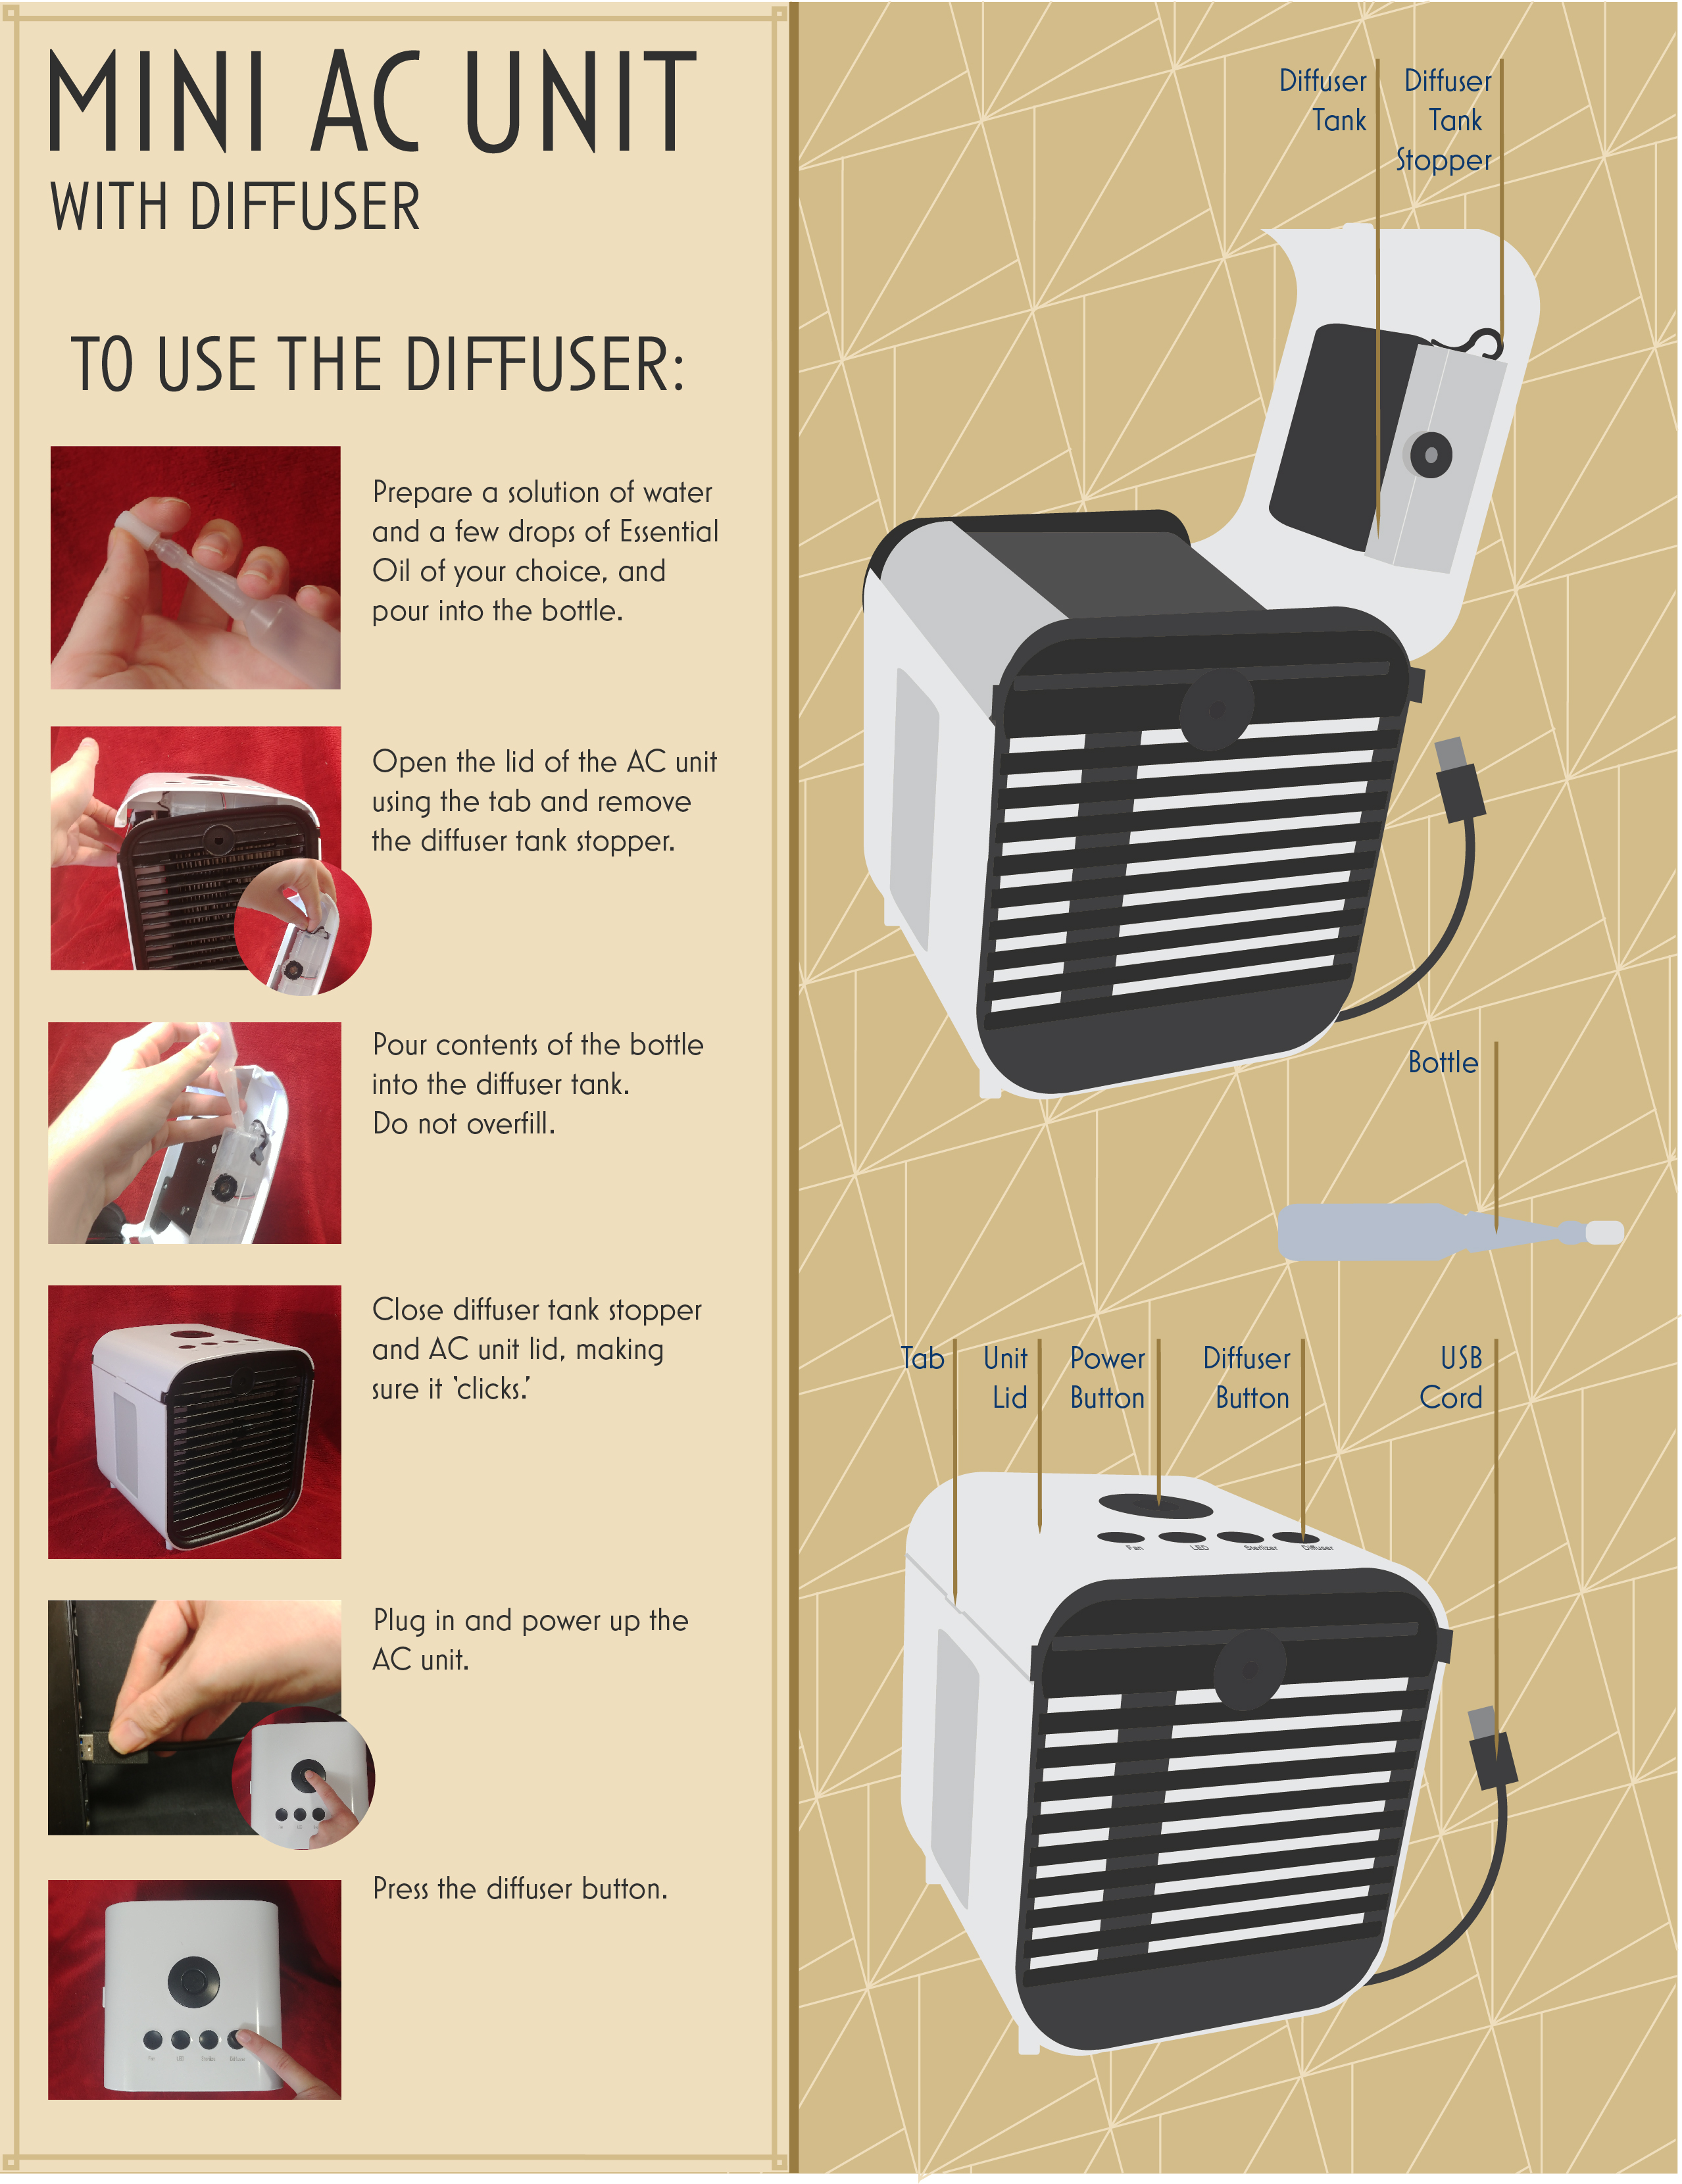 MINI AC UNIT
WITH DIFFUSER
TO USE THE DIFFUSER:
Prepare a solution of water
and a few drops of Essential
Oil of your choice, and
pour into the bottle.
Open the lid of the AC unit
using the tab and remove
the diffuser tank stopper.
Pour contents of the bottle
into the diffuser tank.
Do not overfill.
Close diffuser tank stopper
and AC unit lid, making
sure it 'clicks.'
Plug in and power up the
AC unit.
Press the diffuser button.
Fan LED Sterilizer Diffuser
Diffuser
Tank
Diffuser
Tank
Stopper
Bottle
Tab
Unit
Lid
Power
Button
Diffuser
Button
USB
Cord
Fan LED Sterilizer Diffuser